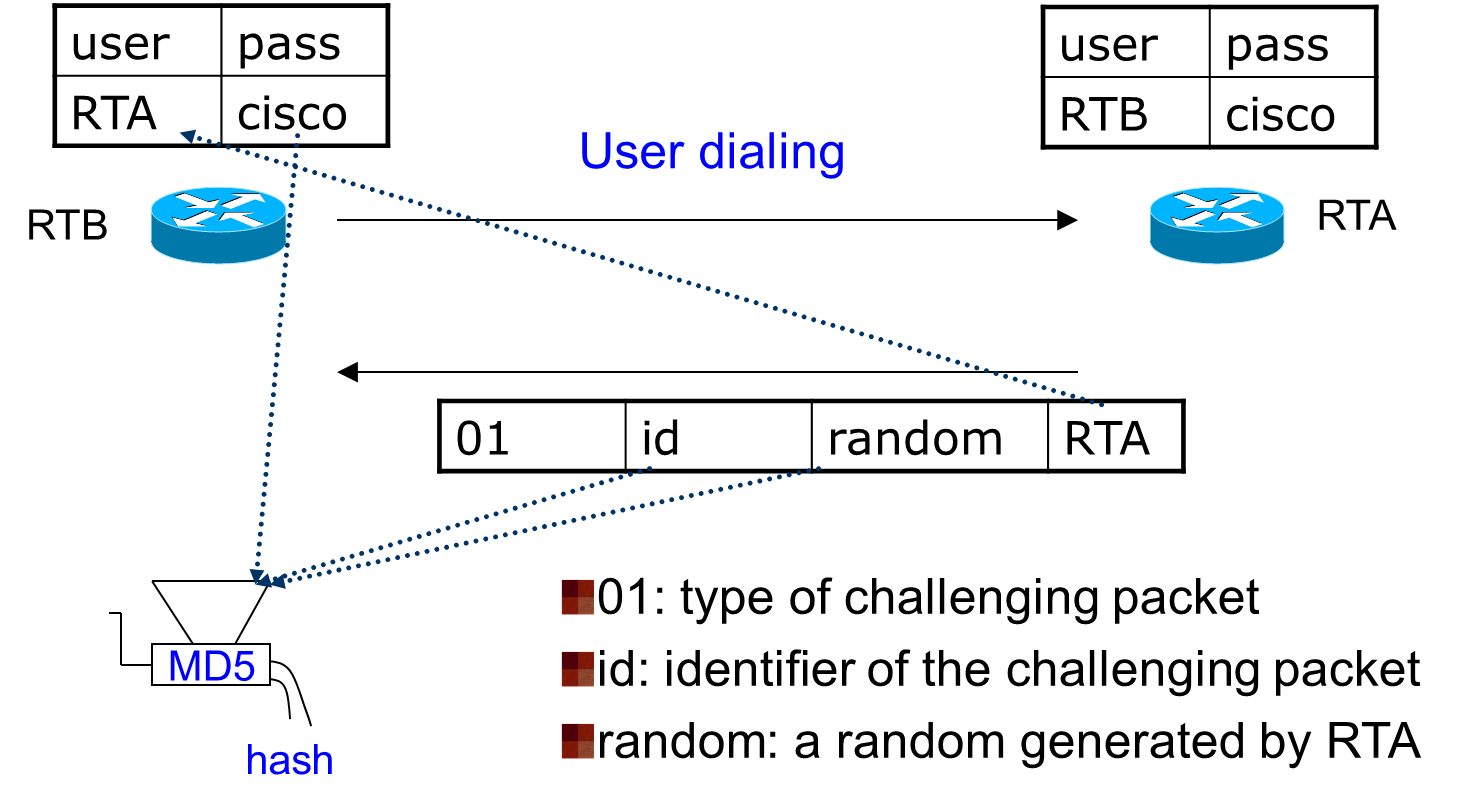 user pass
RTA cisco
user pass
RTB cisco
User dialing
RTB
RTA
01 id random RTA
MD5
hash
01: type of challenging packet
id: identifier of the challenging packet
random: a random generated by RTA